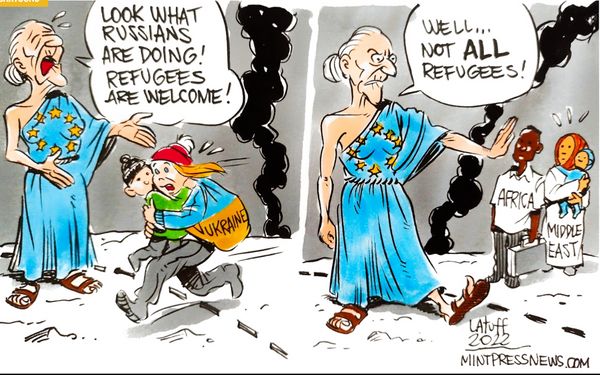 LOOK WHAT
RUSSIANS
ARE DOING!
REFUGEES
ARE WELCOME!
UKRAINE
WELL...
NOT ALL
REFUGEES!
AFRICA
MIDDLE
EAST
LATUFF
2022
MINTPRESSNEWS.COM